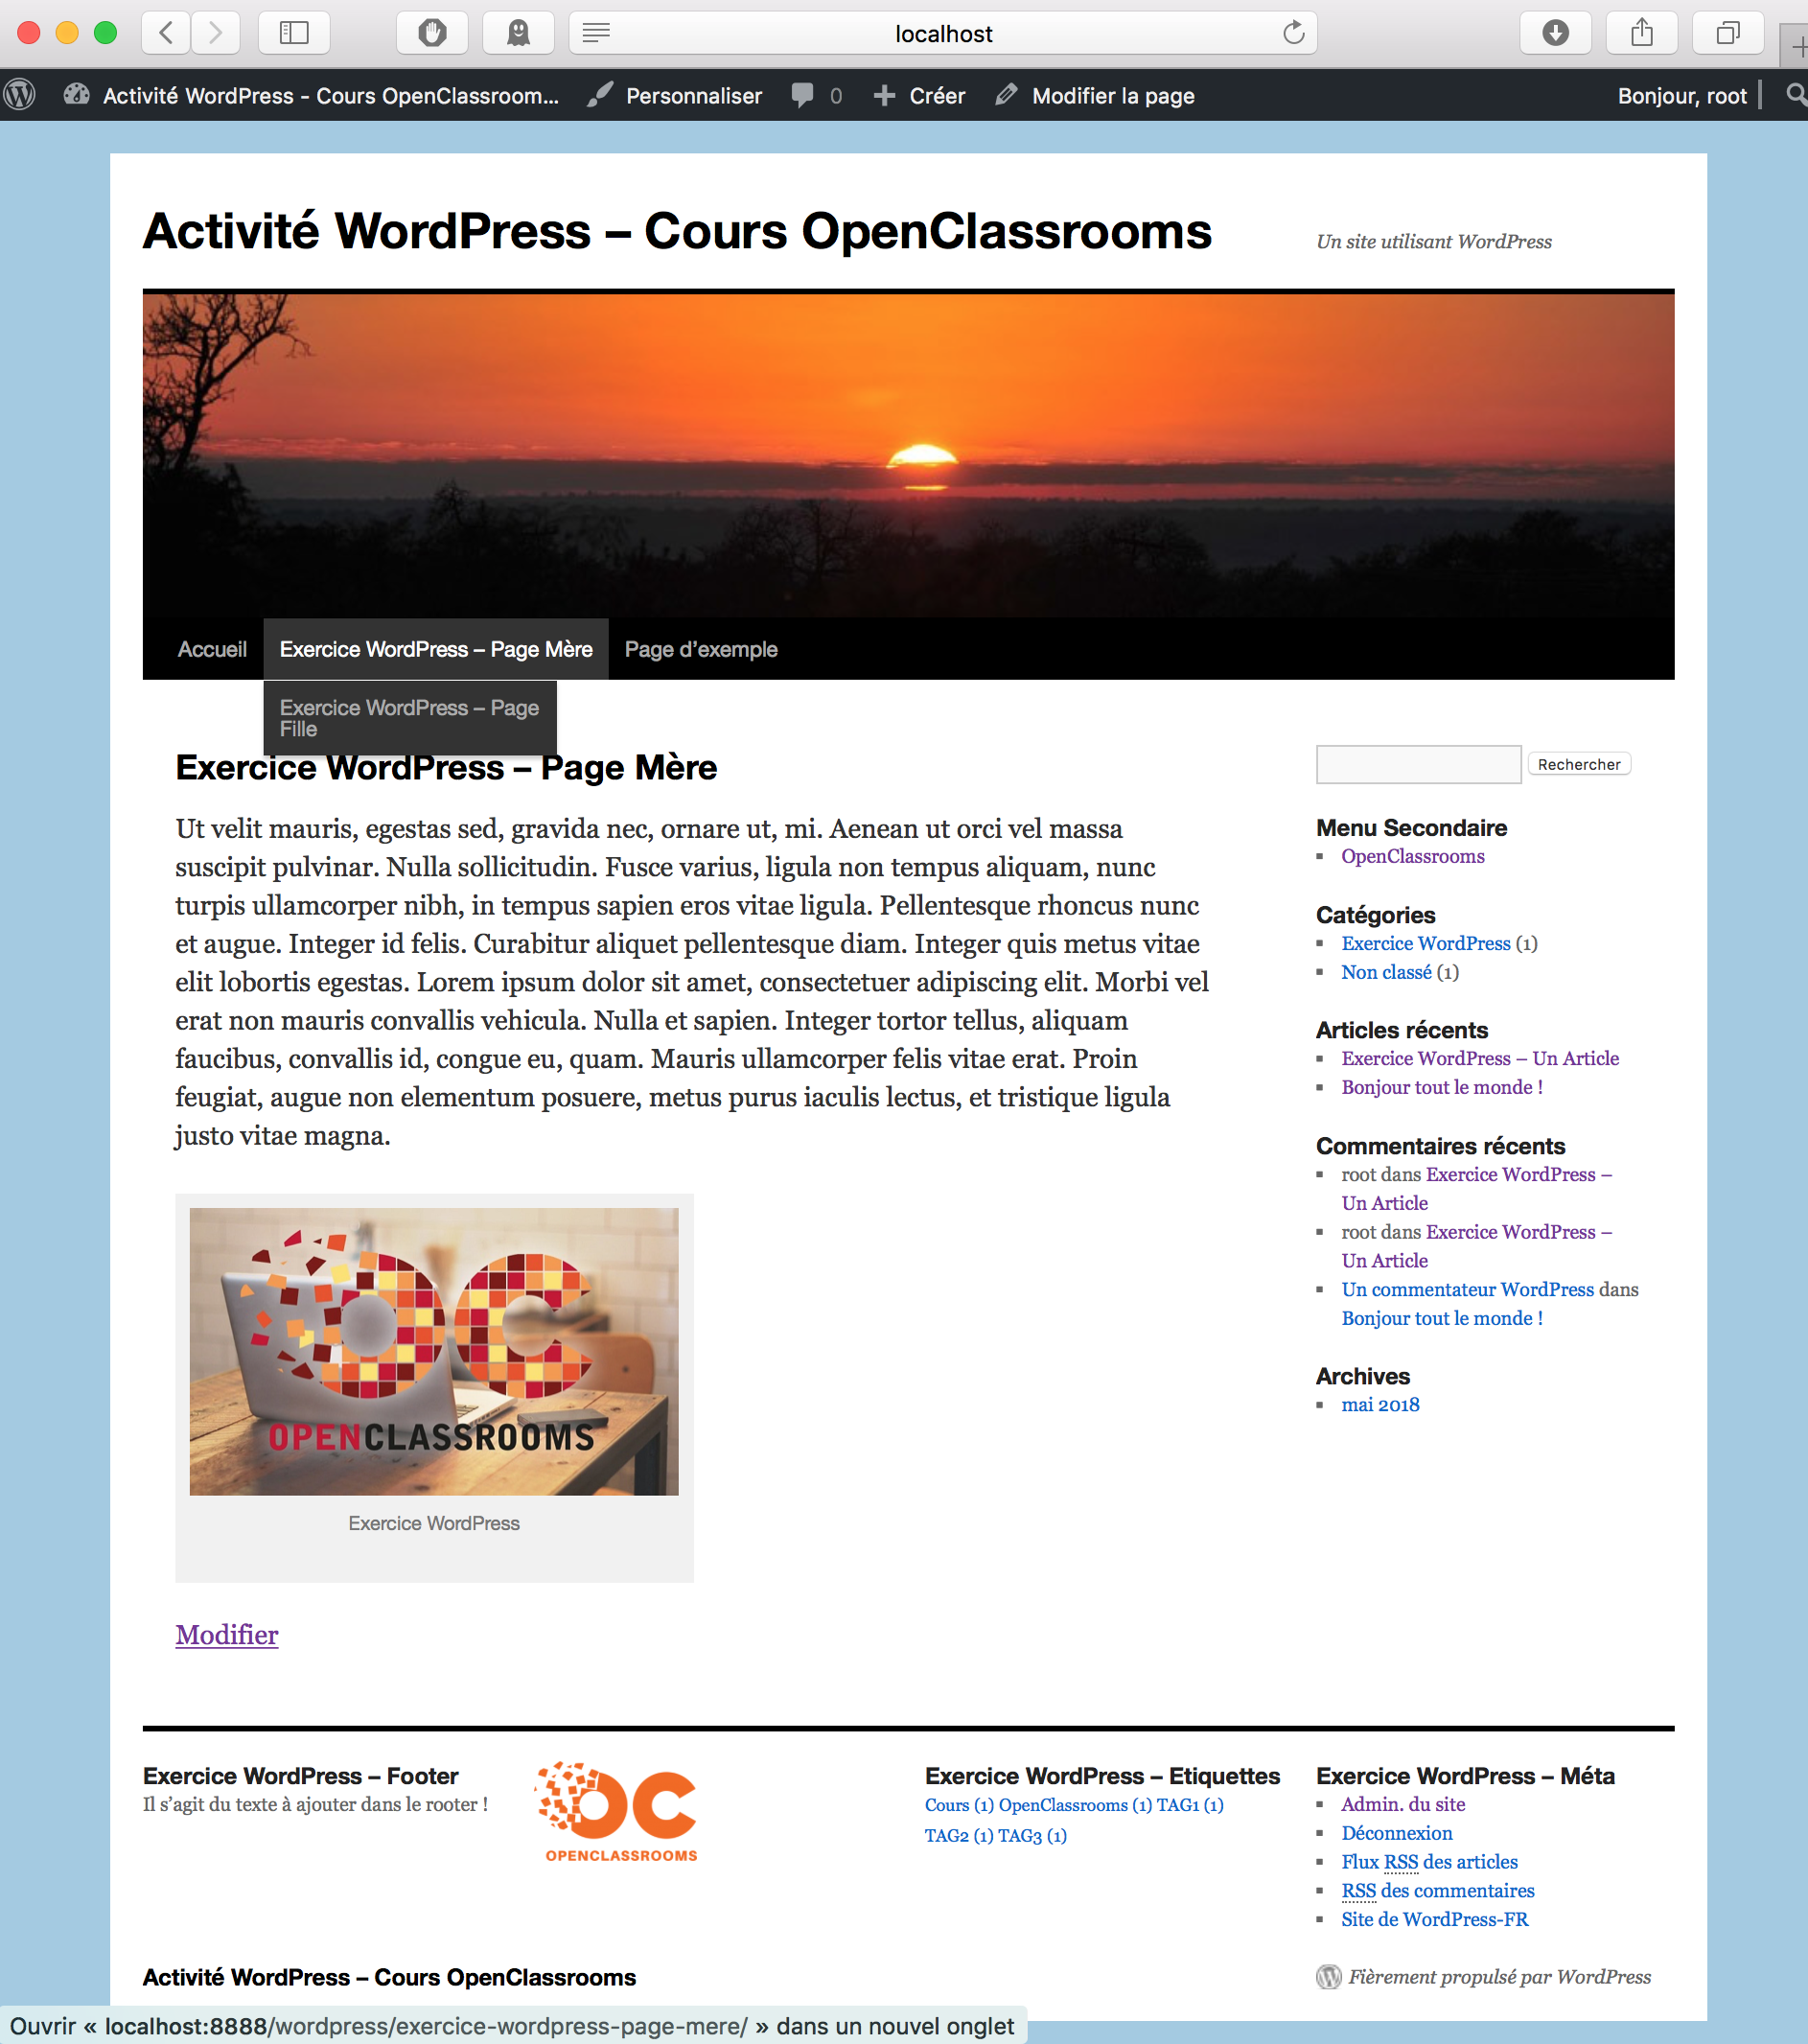 localhost
Activité WordPress - Cours OpenClassroom...
Personnaliser
0
Créer
Modifier la page
Bonjour, root
Activité WordPress – Cours OpenClassrooms
Un site utilisant WordPress
Accueil
Exercice WordPress – Page Mère
Page d'exemple
Exercice WordPress – Page
Fille
Exercice WordPress – Page Mère
Ut velit mauris, egestas sed, gravida nec, ornare ut, mi. Aenean ut orci vel massa
suscipit pulvinar. Nulla sollicitudin. Fusce varius, ligula non tempus aliquam, nunc
turpis ullamcorper nibh, in tempus sapien eros vitae ligula. Pellentesque rhoncus nunc
et augue. Integer id felis. Curabitur aliquet pellentesque diam. Integer quis metus vitae
elit lobortis egestas. Lorem ipsum dolor sit amet, consectetuer adipiscing elit. Morbi vel
erat non mauris convallis vehicula. Nulla et sapien. Integer tortor tellus, aliquam
faucibus, convallis id, congue eu, quam. Mauris ullamcorper felis vitae erat. Proin
feugiat, augue non elementum posuere, metus purus iaculis lectus, et tristique ligula
justo vitae magna.
OC
OPENCLASSROOMS
Exercice WordPress
Modifier
Rechercher
Menu Secondaire
OpenClassrooms
Catégories
Exercice WordPress (1)
Non classé (1)
Articles récents
Exercice WordPress – Un Article
Bonjour tout le monde !
Commentaires récents
root dans Exercice WordPress –
Un Article
root dans Exercice WordPress –
Un Article
Un commentateur WordPress dans
Bonjour tout le monde !
Archives
mai 2018
Exercice WordPress – Footer
Il s'agit du texte à ajouter dans le rooter !
OC
OPENCLASSROOMS
Exercice WordPress – Etiquettes
Cours (1) OpenClassrooms (1) TAG1 (1)
TAG2 (1) TAG3 (1)
Exercice WordPress – Méta
Admin. du site
Déconnexion
Flux RSS des articles
RSS des commentaires
Site de WordPress-FR
Activité WordPress – Cours OpenClassrooms
Fièrement propulsé par WordPress
Ouvrir « localhost:8888/wordpress/exercice-wordpress-page-mere/ » dans un nouvel onglet